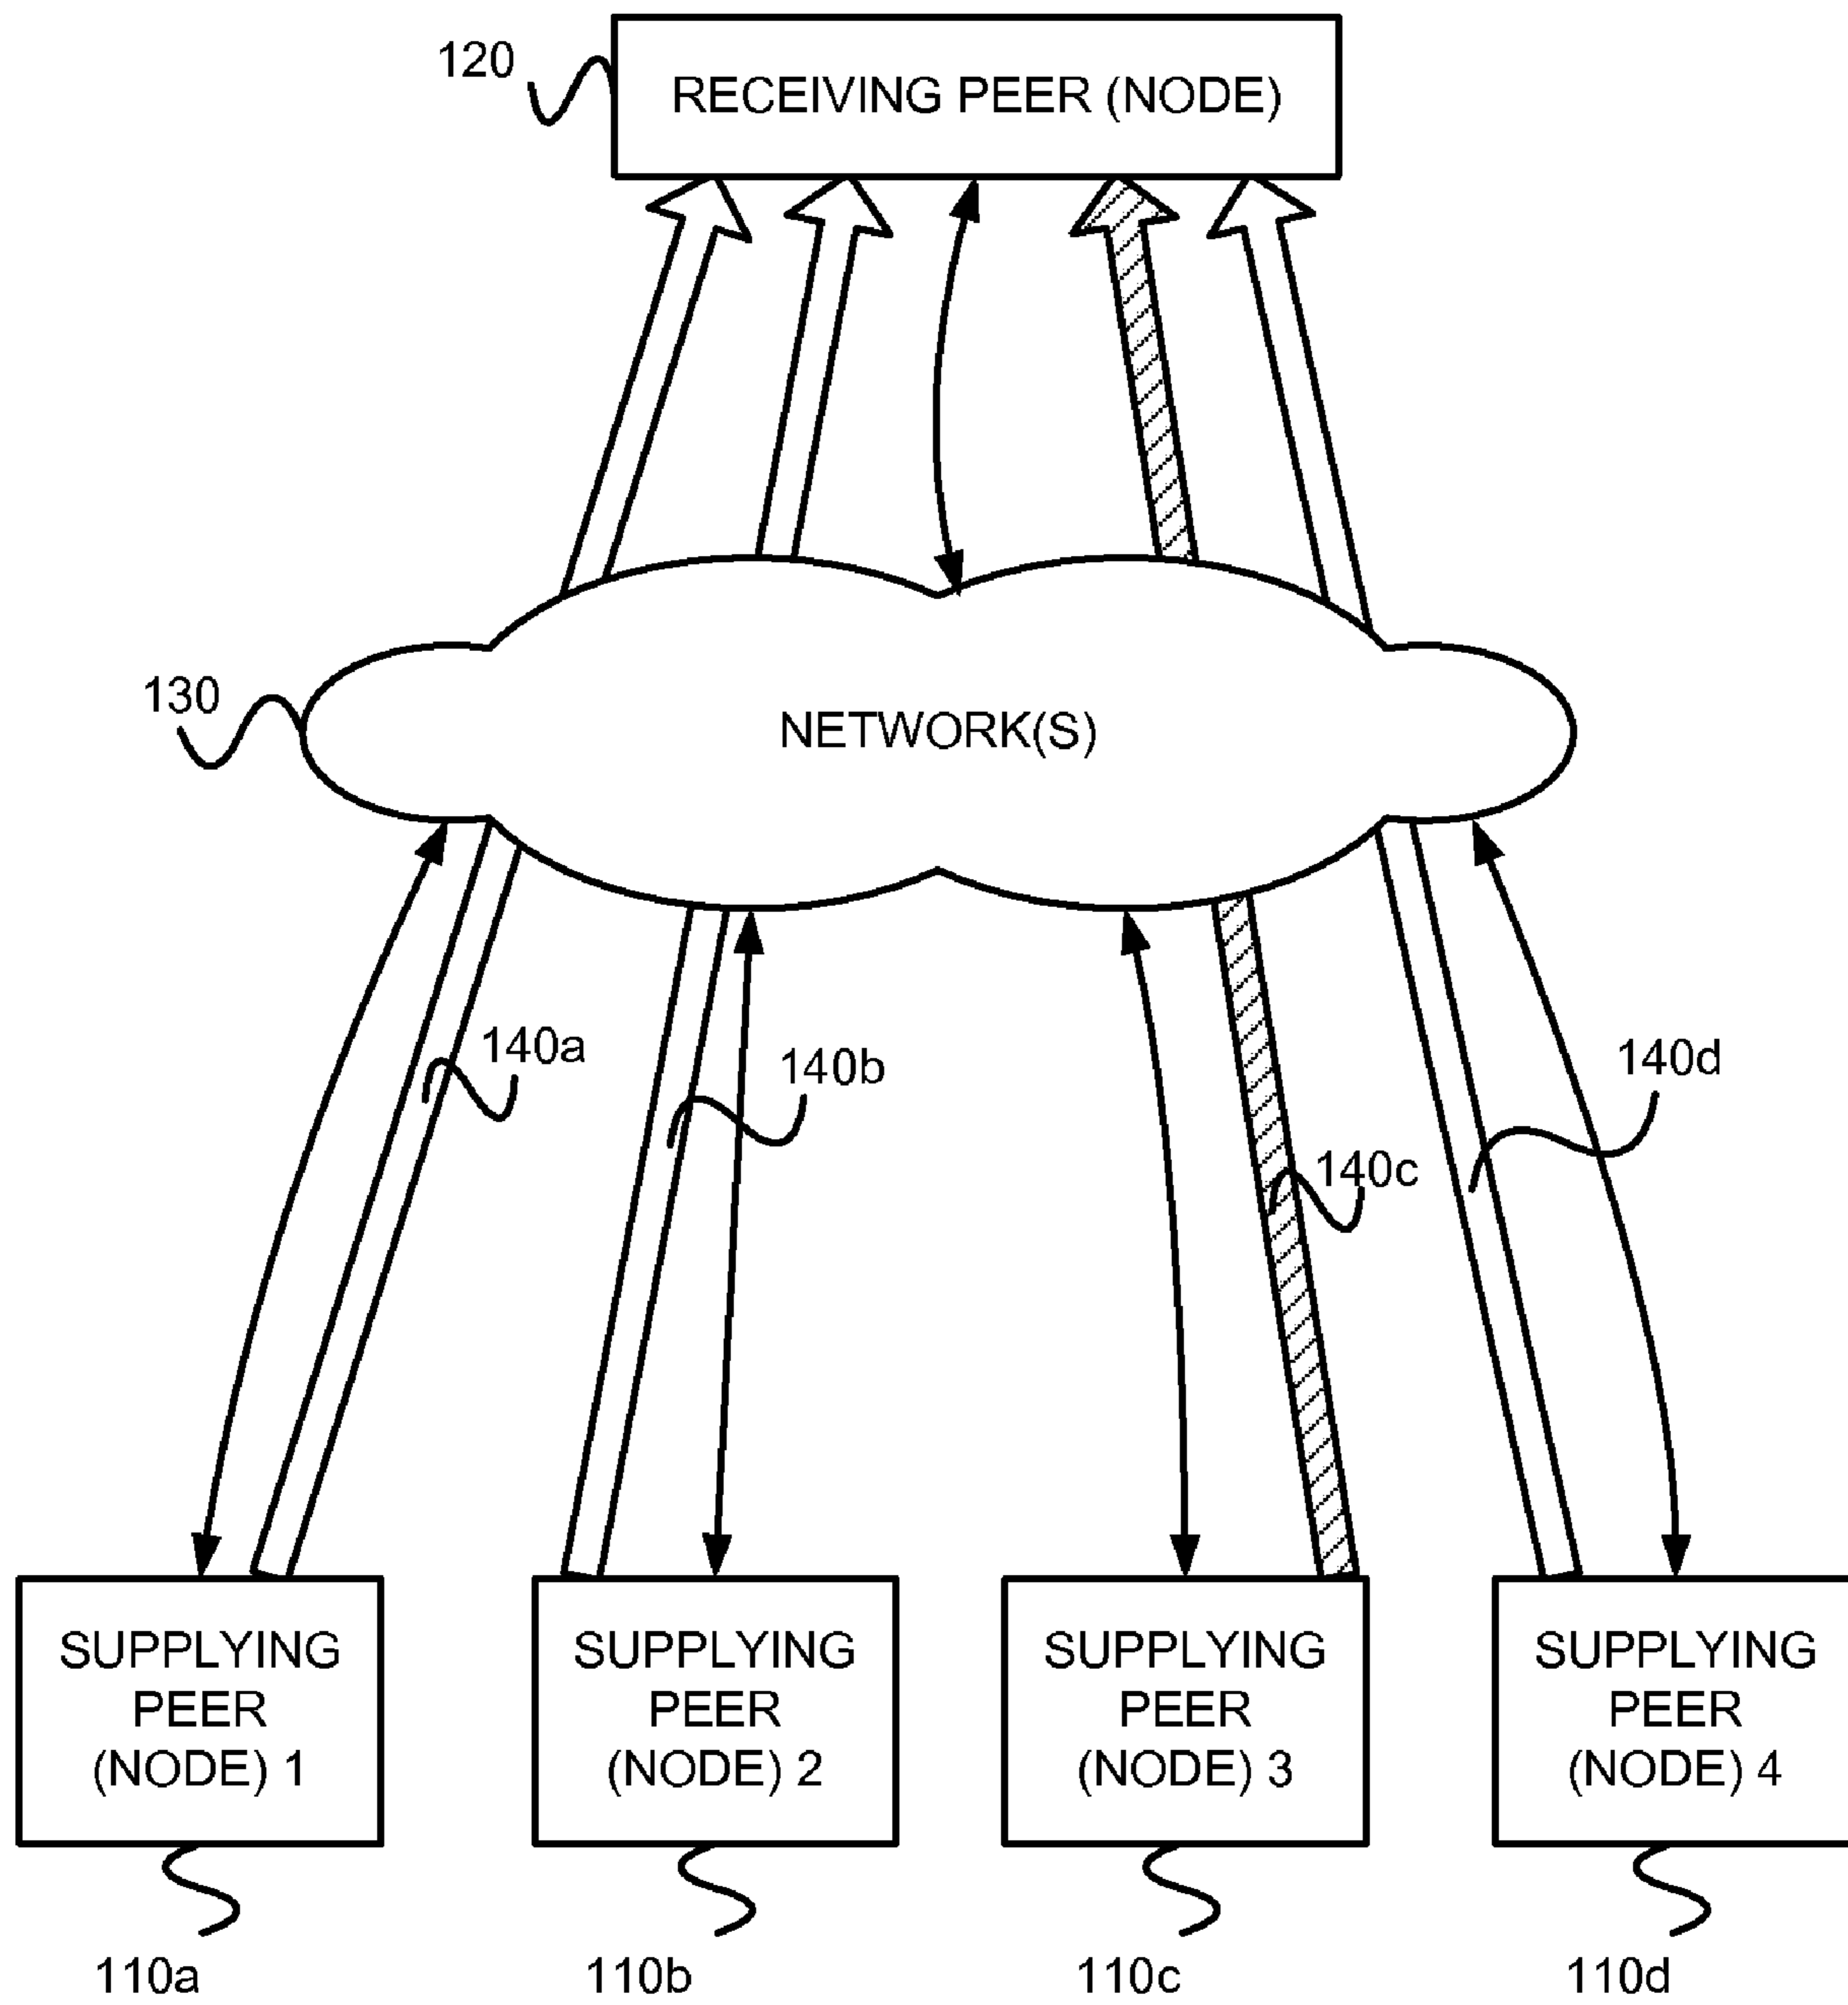 120
RECEIVING PEER (NODE)
130
NETWORK(S)
140a
140b
140d
140c
SUPPLYING
PEER
(NODE) 1
SUPPLYING
PEER
(NODE) 2
SUPPLYING
PEER
(NODE) 3
SUPPLYING
PEER
(NODE) 4
110a
110b
110c
110d